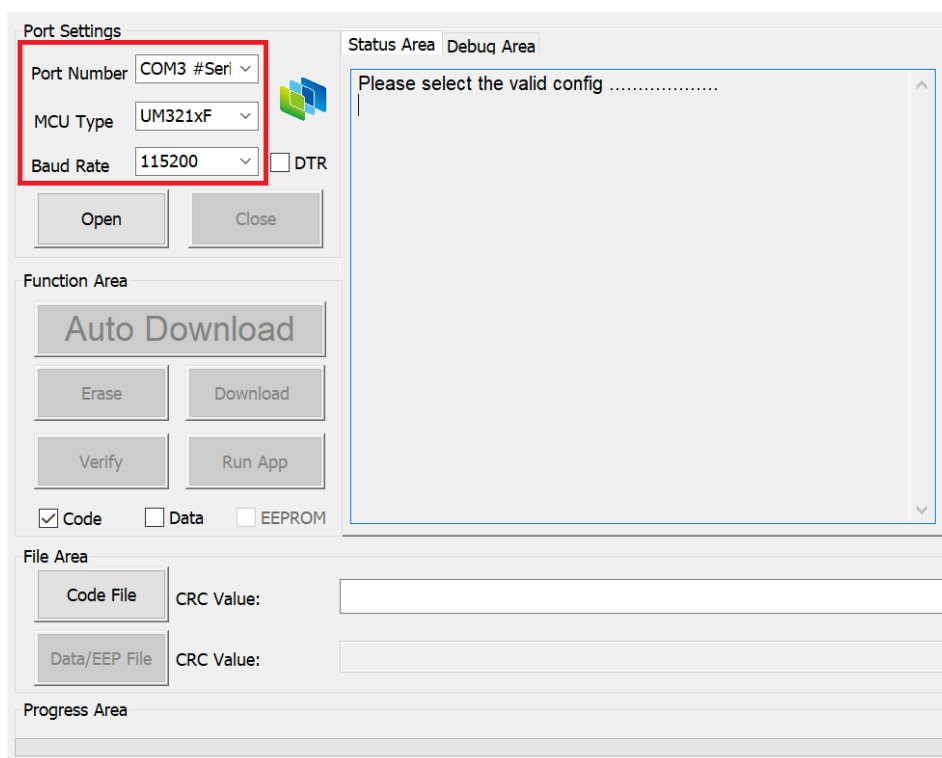 Port Settings
Port Number COM3 #Seri
MCU Type UM321xF
Baud Rate 115200 DTR
Open Close
Status Area Debug Area
Please select the valid config ...................
Function Area
Auto Download
Erase Download
Verify Run App
Code Data EEPROM
File Area
Code File CRC Value:
Data/EEP File CRC Value:
Progress Area